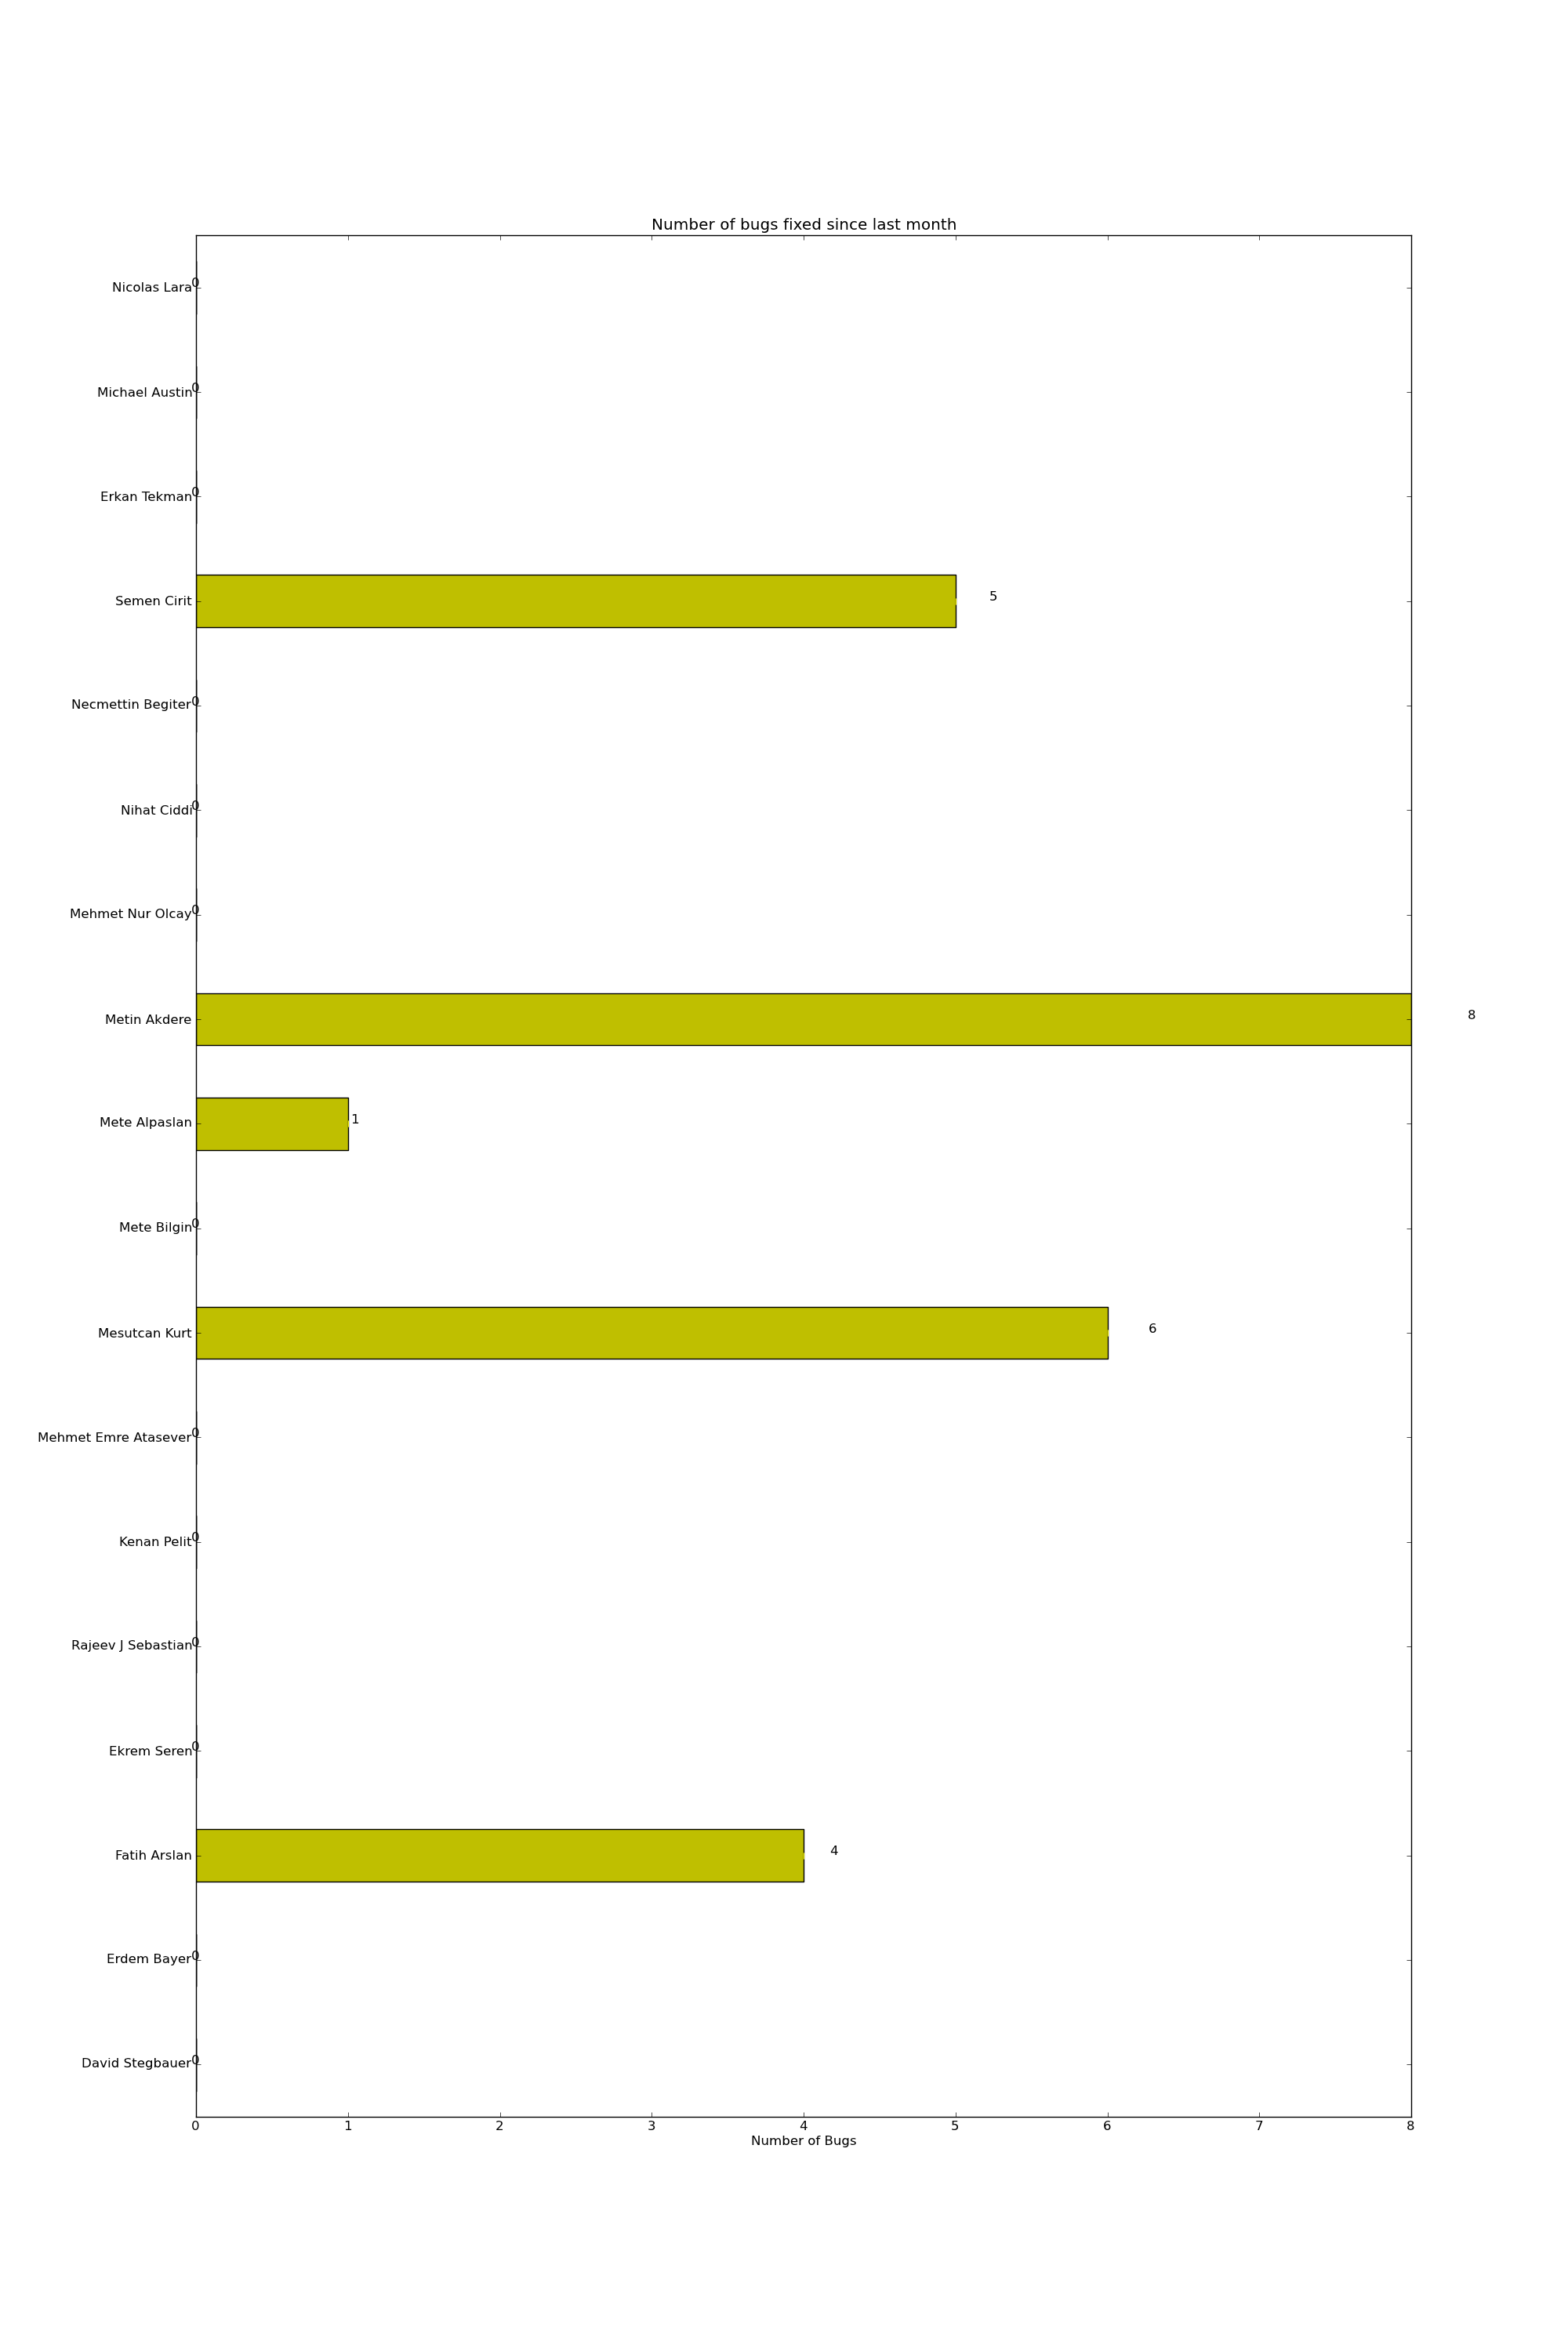 Number of bugs fixed since last month
Nicolas Lara 0
Michael Austin 0
Erkan Tekman 0
Semen Cirit 5
Necmettin Begiter 0
Nihat Ciddi 0
Mehmet Nur Olcay 0
Metin Akdere 8
Mete Alpaslan 1
Mete Bilgin 0
Mesutcan Kurt 6
Mehmet Emre Atasever 0
Kenan Pelit 0
Rajeev J Sebastian 0
Ekrem Seren 0
Fatih Arslan 4
Erdem Bayer 0
David Stegbauer 0
0 1 2 3 4 5 6 7 8
Number of Bugs